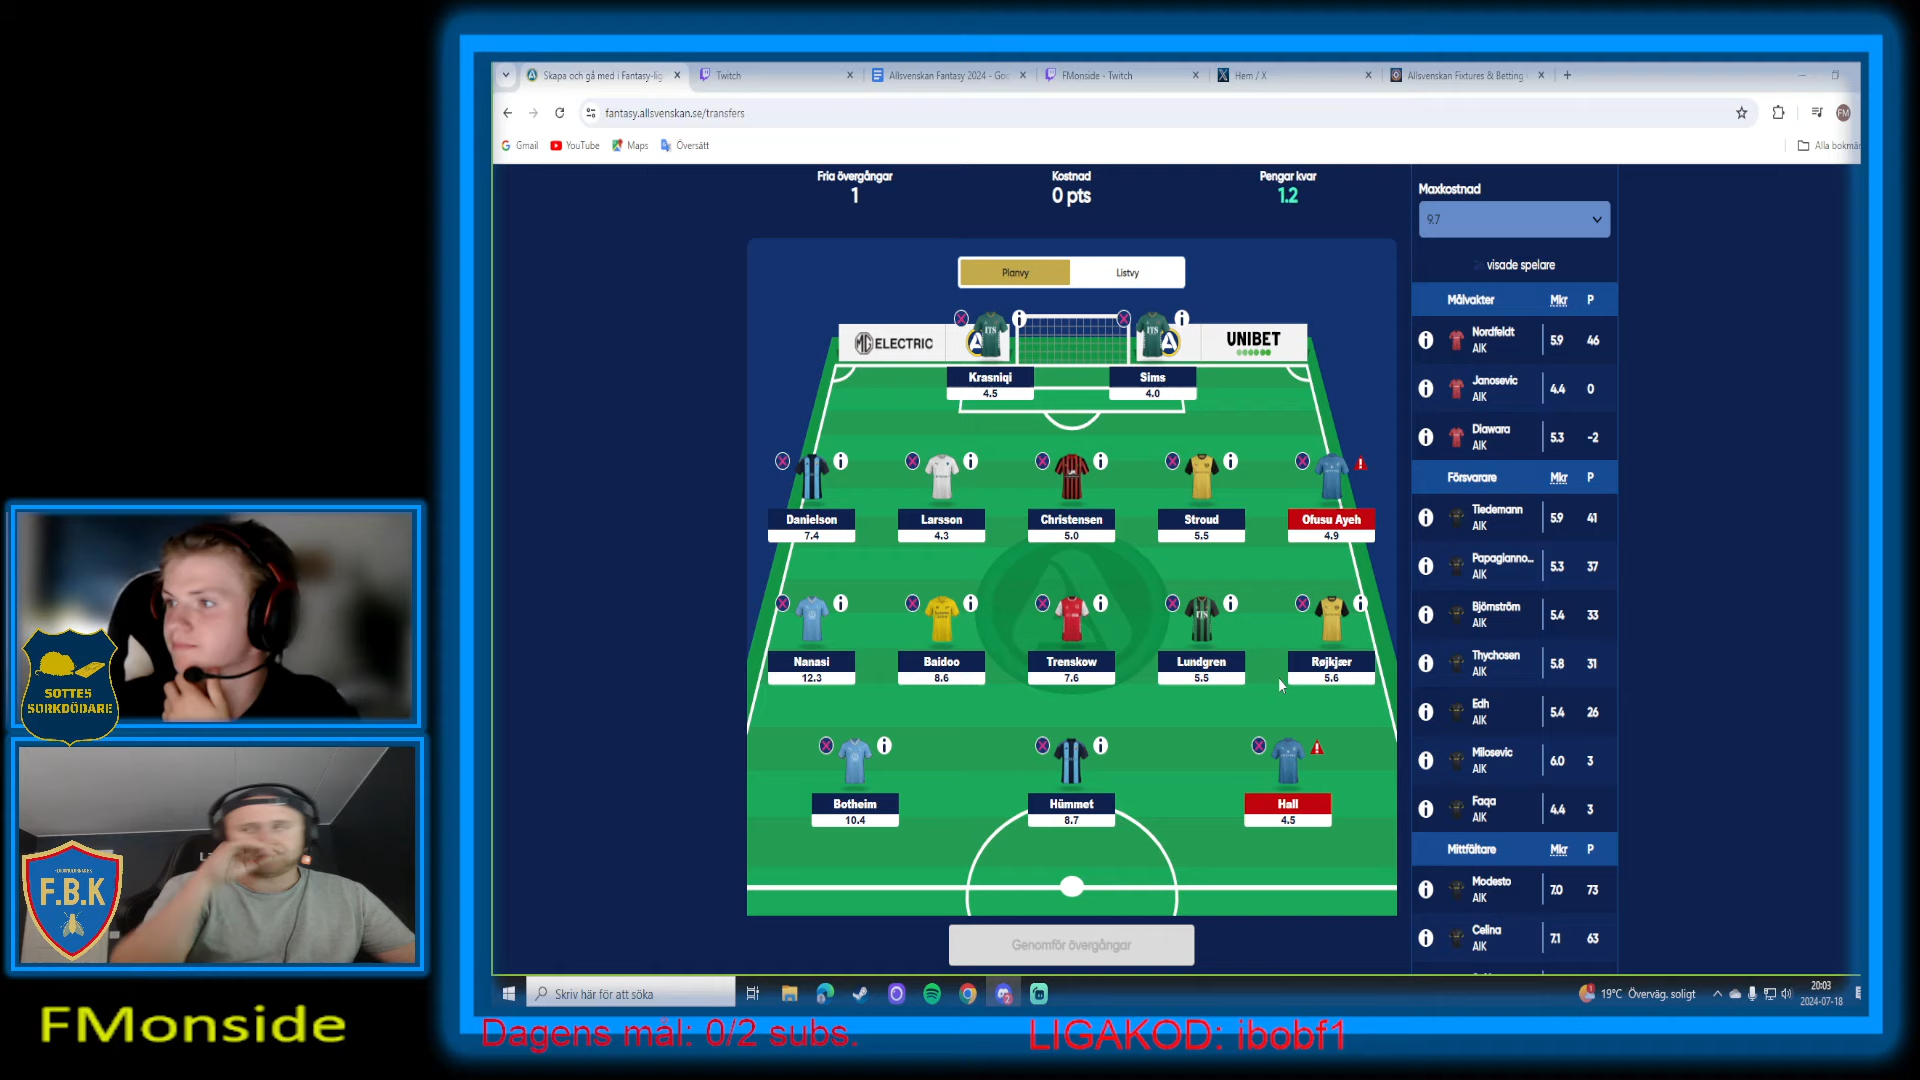 Skapa och gå med i Fantasy-lig
Twitch
Allsvenskan Fantasy 2024 - Goo
FMonside - Twitch
Hem / X
Allsvenskan Fixtures & Betting
fantasy.allsvenskan.se/transfers
FM
Gmail
YouTube
Maps
Översätt
Alla bokmär
Fria övergångar
1
Kostnad
0 pts
Pengar kvar
1.2
Planvy
Listvy
MG ELECTRIC
UNIBET
ITS
ITS
Krasniqi
4.5
Sims
4.0
Danielson
7.4
Larsson
4.3
Christensen
5.0
Stroud
5.5
Ofusu Ayeh
4.9
Nanasi
12.3
Baidoo
8.6
Trenskow
7.6
ITS
Lundgren
5.5
Røjkjær
5.6
Botheim
10.4
Hümmet
8.7
Hall
4.5
Genomför övergångar
Maxkostnad
9.7
visade spelare
Målvakter Mkr P
Nordfeldt
AIK
5.9 46
Janosevic
AIK
4.4 0
Diawara
AIK
5.3 -2
Försvarare Mkr P
Tiedemann
AIK
5.9 41
Papagianno...
AIK
5.3 37
Björnström
AIK
5.4 33
Thychosen
AIK
5.8 31
Edh
AIK
5.4 26
Milosevic
AIK
6.0 3
Faqa
AIK
4.4 3
Mittfältare Mkr P
Modesto
AIK
7.0 73
Celina
AIK
7.1 63
SOTTES
SORKDÖDARE
F.B.K
FMonside
Skriv här för att söka
19°C Överväg. soligt
20:03
2024-07-18
Dagens mål: 0/2 subs.
LIGAKOD: ibobf1